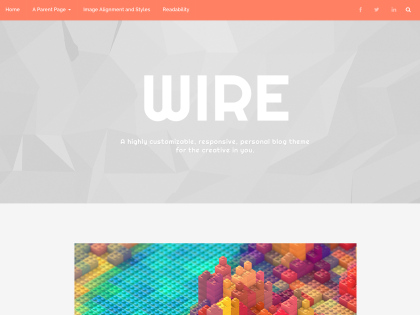 Home A Parent Page Image Alignment and Styles Readability
WIRE
A highly customizable, responsive, personal blog theme
for the creative in you